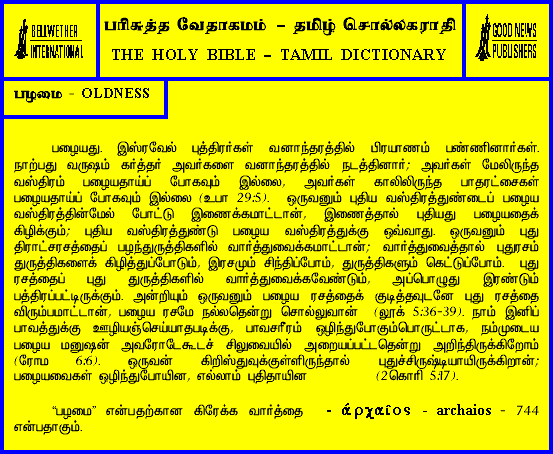 BELLWETHER
INTERNATIONAL
பரிசுத்த வேதாகமம் – தமிழ் சொல்லகராதி
THE HOLY BIBLE – TAMIL DICTIONARY
GOOD NEWS
PUBLISHERS
பழமை - OLDNESS
பழையது. இஸ்ரவேல் புத்திரர்கள் வனாந்தரத்தில் பிரயாணம் பண்ணினார்கள்.
நாற்பது வருஷம் கர்த்தர் அவர்களை வனாந்தரத்தில் நடத்தினார்; அவர்கள் மேலிருந்த
வஸ்திரம் பழையதாய்ப் போகவும் இல்லை, அவர்கள் காலிலிருந்த பாதரட்சைகள்
பழையதாய்ப் போகவும் இல்லை (உபா 29:5). ஒருவனும் புதிய வஸ்திரத்துண்டைப் பழைய
வஸ்திரத்தின்மேல் போட்டு இணைக்கமாட்டான், இணைத்தால் புதியது பழையதைக்
கிழிக்கும்; புதிய வஸ்திரத்துண்டு பழைய வஸ்திரத்துக்கு ஒவ்வாது. ஒருவனும் புது
திராட்சரசத்தைப் பழந்துருத்திகளில் வார்த்துவைக்கமாட்டான்; வார்த்துவைத்தால் புதுரசம்
துருத்திகளைக் கிழித்துப்போடும், இரசமும் சிந்திப்போம், துருத்திகளும் கெட்டுப்போம். புது
ரசத்தைப் புது துருத்திகளில் வார்த்துவைக்கவேண்டும், அப்பொழுது இரண்டும்
பத்திரப்பட்டிருக்கும். அன்றியும் ஒருவனும் பழைய ரசத்தைக் குடித்தவுடனே புது ரசத்தை
விரும்பமாட்டான், பழைய ரசமே நல்லதென்று சொல்லுவான் (லூக் 5:36-39). நாம் இனிப்
பாவத்துக்கு ஊழியஞ்செய்யாதபடிக்கு, பாவசரீரம் ஒழிந்துபோகும்பொருட்டாக, நம்முடைய
பழைய மனுஷன் அவரோடேகூடச் சிலுவையில் அறையப்பட்டதென்று அறிந்திருக்கிறோம்
(ரோம 6:6). ஒருவன் கிறிஸ்துவுக்குள்ளிருந்தால் புதுச்சிருஷ்டியாயிருக்கிறான்;
பழையவைகள் ஒழிந்துபோயின, எல்லாம் புதிதாயின (2கொரி 5:17).
“பழமை” என்பதற்கான கிரேக்க வார்த்தை - ἀρχαῖος - archaios - 744
என்பதாகும்.